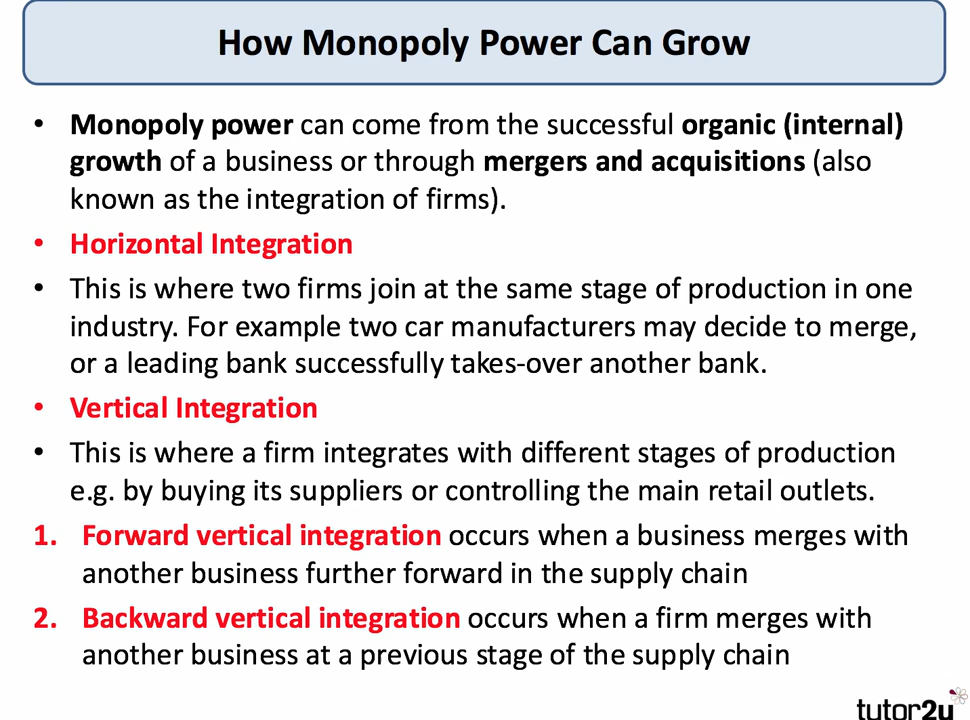 How Monopoly Power Can Grow
• Monopoly power can come from the successful organic (internal)
growth of a business or through mergers and acquisitions (also
known as the integration of firms).
• Horizontal Integration
• This is where two firms join at the same stage of production in one
industry. For example two car manufacturers may decide to merge,
or a leading bank successfully takes-over another bank.
• Vertical Integration
• This is where a firm integrates with different stages of production
e.g. by buying its suppliers or controlling the main retail outlets.
1. Forward vertical integration occurs when a business merges with
another business further forward in the supply chain
2. Backward vertical integration occurs when a firm merges with
another business at a previous stage of the supply chain
tutor2u